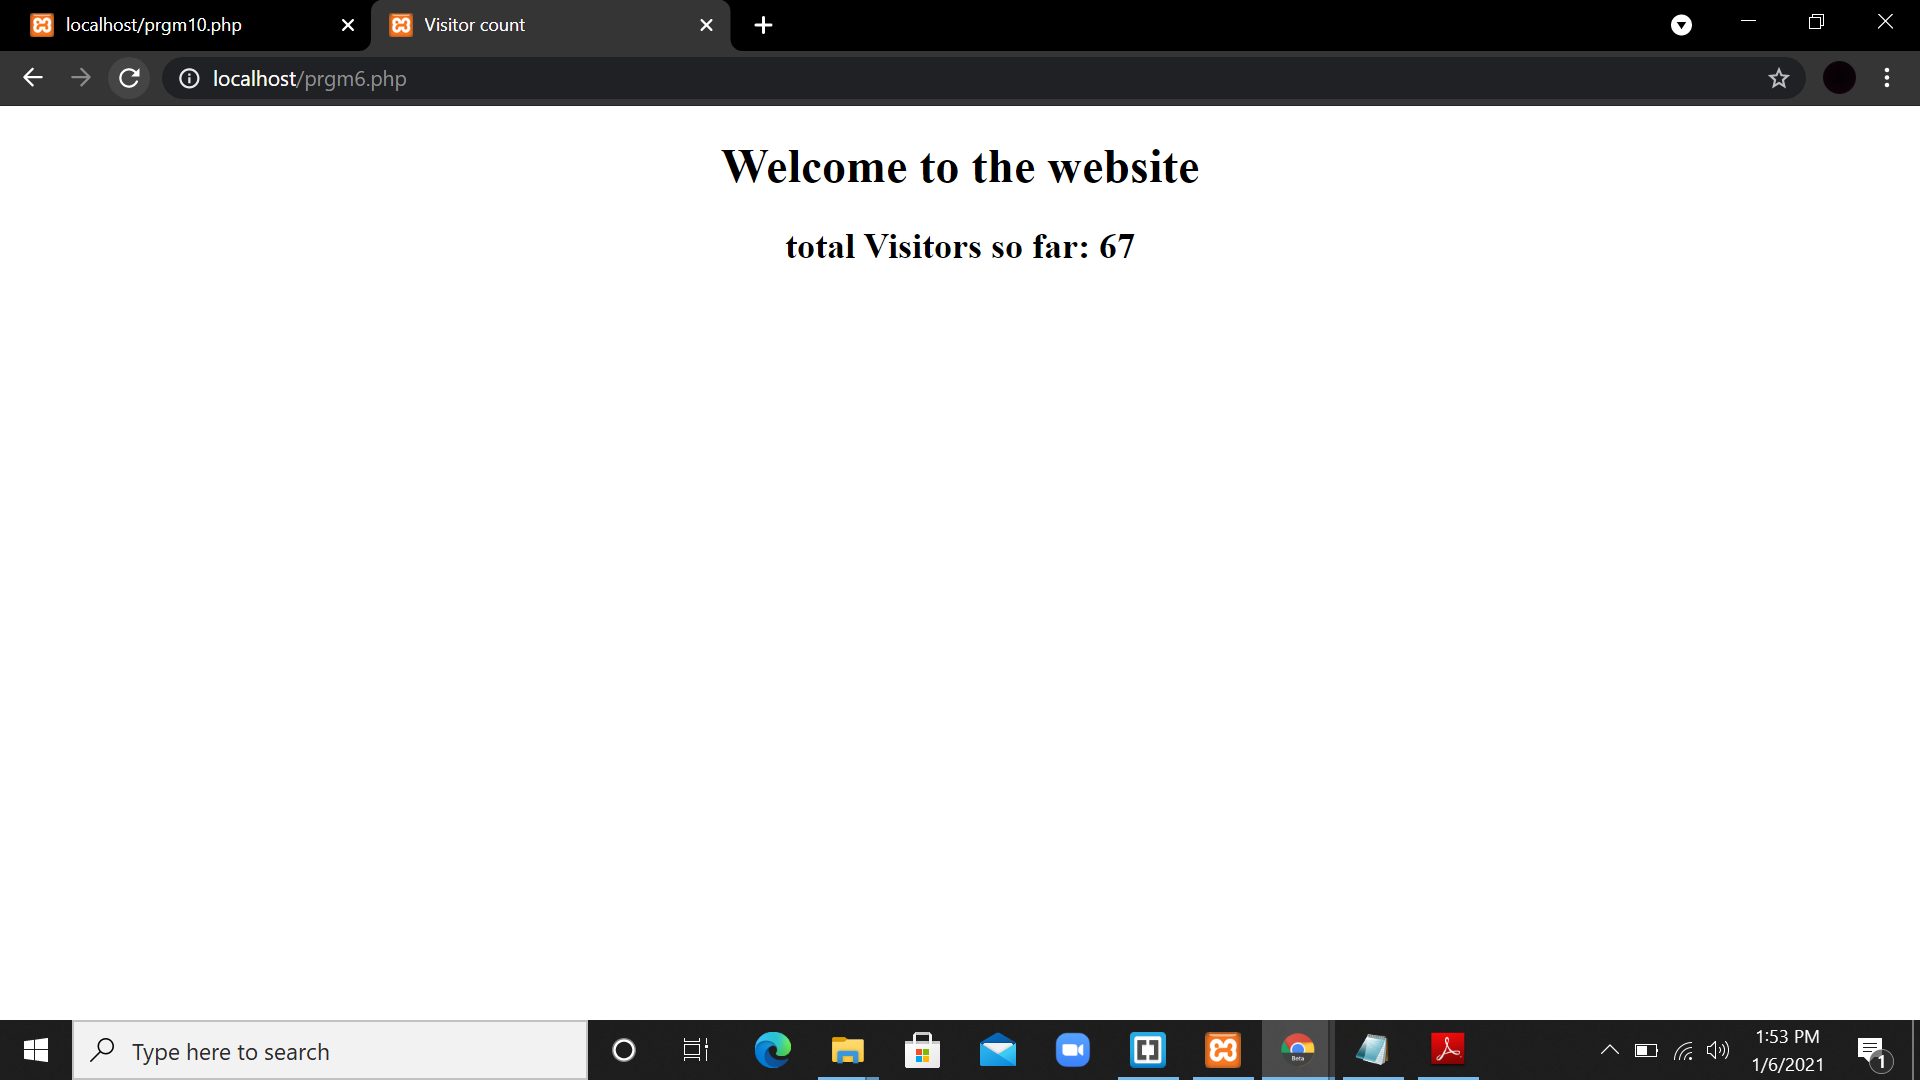 localhost/prgm10.php
Visitor count
localhost/prgm6.php
Welcome to the website
total Visitors so far: 67
Type here to search
Beta
1:53 PM
1/6/2021
1